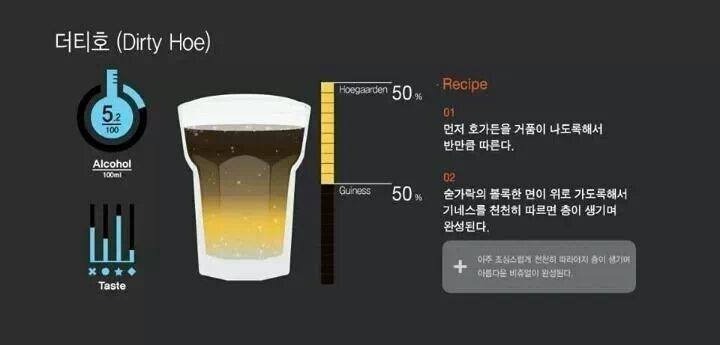 더티호 (Dirty Hoe)
5.2
100
Alcohol
100ml
Taste
Hoegaarden
50 %
Guiness
50 %
Recipe
01
먼저 호가든을 거품이 나도록해서
반만큼 따른다.
02
숟가락의 볼록한 면이 위로 가도록해서
기네스를 천천히 따르면 층이 생기며
완성된다.
+
아주 조심스럽게 천천히 따라야지 층이 생기며
아름다운 비쥬얼이 완성된다.